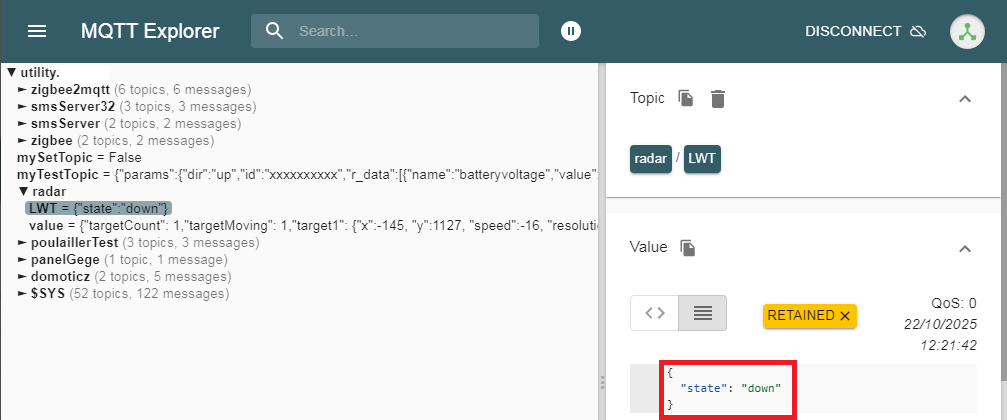 MQTT Explorer
Search...
DISCONNECT
▼ utility.
► zigbee2mqtt (6 topics, 6 messages)
► smsServer32 (3 topics, 3 messages)
► smsServer (2 topics, 2 messages)
► zigbee (2 topics, 2 messages)
mySetTopic = False
myTestTopic = {"params":{"dir":"up","id":"xxxxxxxxxx","r_data":[{"name":"batteryvoltage","value":
▼ radar
LWT = {"state":"down"}
value = {"targetCount": 1,"targetMoving": 1,"target1": {"x":-145, "y":1127, "speed":-16, "resolutio
► poulaillerTest (3 topics, 3 messages)
► panelGege (1 topic, 1 message)
► domoticz (2 topics, 5 messages)
► $SYS (52 topics, 122 messages)
Topic
radar / LWT
Value
RETAINED ×
QoS: 0
22/10/2025
12:21:42
{
"state": "down"
}